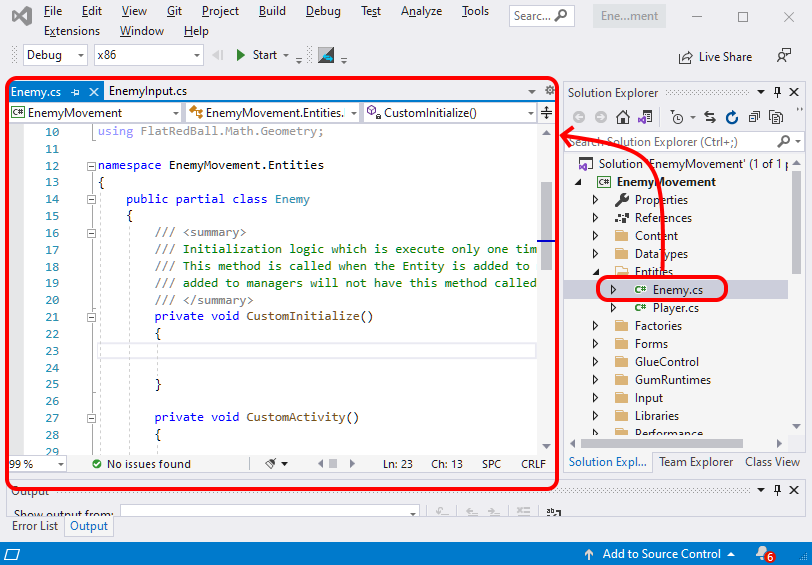 File Edit View Git Project Build Debug Test Analyze Tools
Searc...
Ene...ment
Extensions Window Help
Debug x86 Start Live Share
Enemy.cs EnemyInput.cs
EnemyMovement EnemyMovement.Entities. CustomInitialize()
10 using FlatRedBall.Math.Geometry;
11
12 namespace EnemyMovement.Entities
13 {
14 public partial class Enemy
15 {
16 /// <summary>
17 /// Initialization logic which is execute only one tim
18 /// This method is called when the Entity is added to
19 /// added to managers will not have this method called
20 /// </summary>
21 private void CustomInitialize()
22 {
23
24
25 }
26
27 private void CustomActivity()
28 {
29
99 % No issues found Ln: 23 Ch: 13 SPC CRLF
Solution Explorer
Search Solution Explorer (Ctrl+;)
Solution 'EnemyMovement' (1 of 1 p
C# EnemyMovement
Properties
References
Content
DataTypes
Entities
C# Enemy.cs
C# Player.cs
Factories
Forms
GlueControl
GumRuntimes
Input
Libraries
Performance
Solution Expl... Team Explorer Class View
Output
Show output from:
Error List Output
Add to Source Control 6